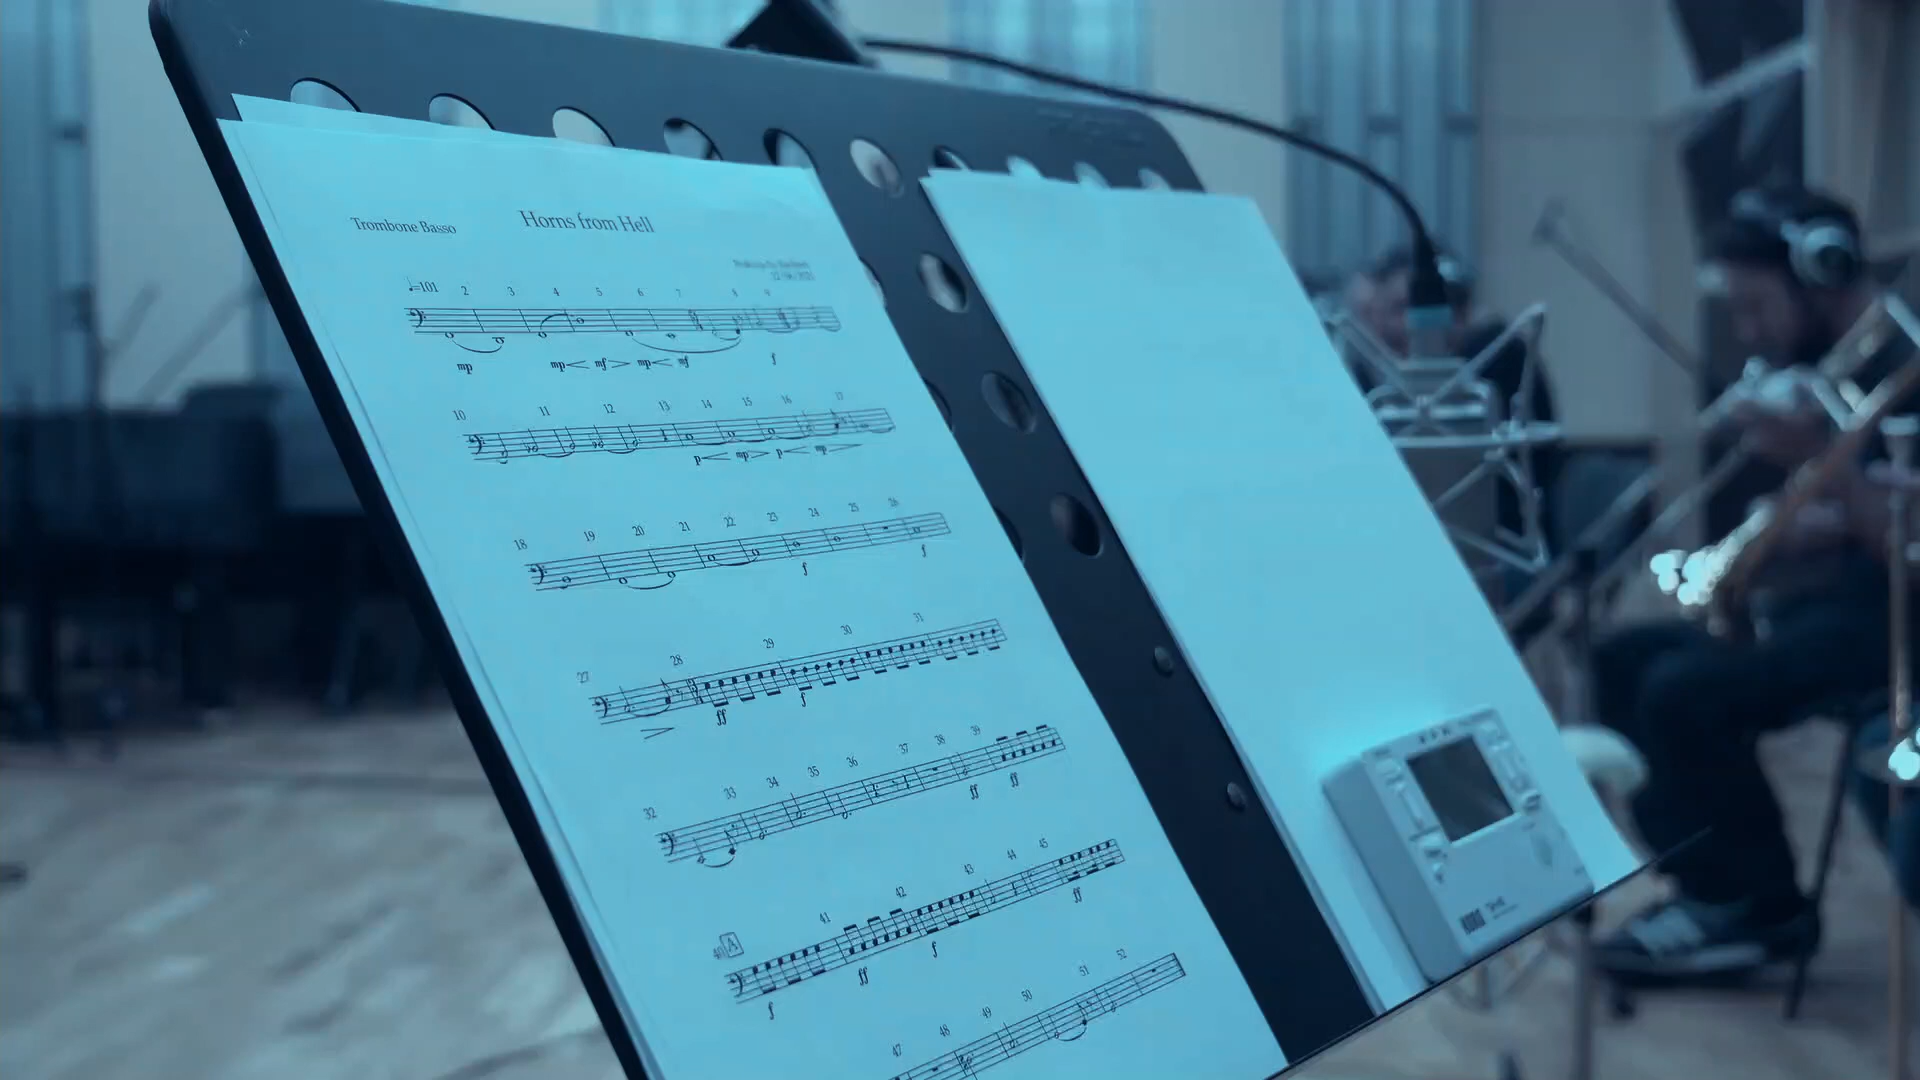 Trombone Basso
Horns from Hell
♩=101 2 3 4 5 6 7 8 9
mp mp mf mp mf f
10 11 12 13 14 15 16 17
p mp p mp
18 19 20 21 22 23 24 25 26
f f
27 28 29 30 31
ff f
32 33 34 35 36 37 38 39
ff ff
40 A 41 42 43 44 45
f ff f ff
47 48 49 50 51 52
KORG